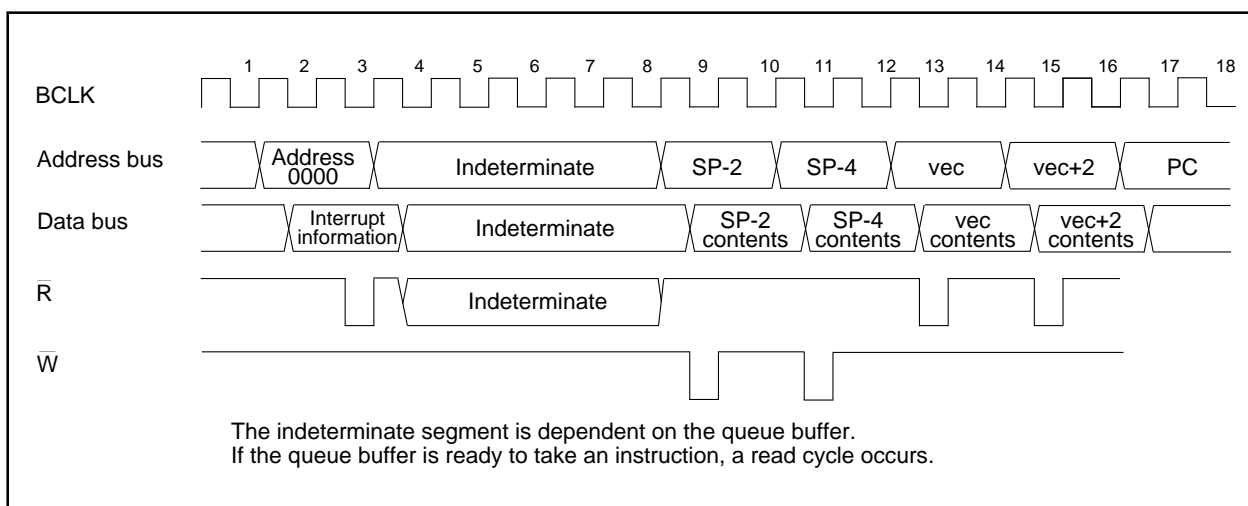 1 2 3 4 5 6 7 8 9 10 11 12 13 14 15 16 17 18
BCLK
Address bus
Address
0000
Indeterminate
SP-2
SP-4
vec
vec+2
PC
Data bus
Interrupt
information
Indeterminate
SP-2
contents
SP-4
contents
vec
contents
vec+2
contents
R̅
Indeterminate
W̅
The indeterminate segment is dependent on the queue buffer.
If the queue buffer is ready to take an instruction, a read cycle occurs.